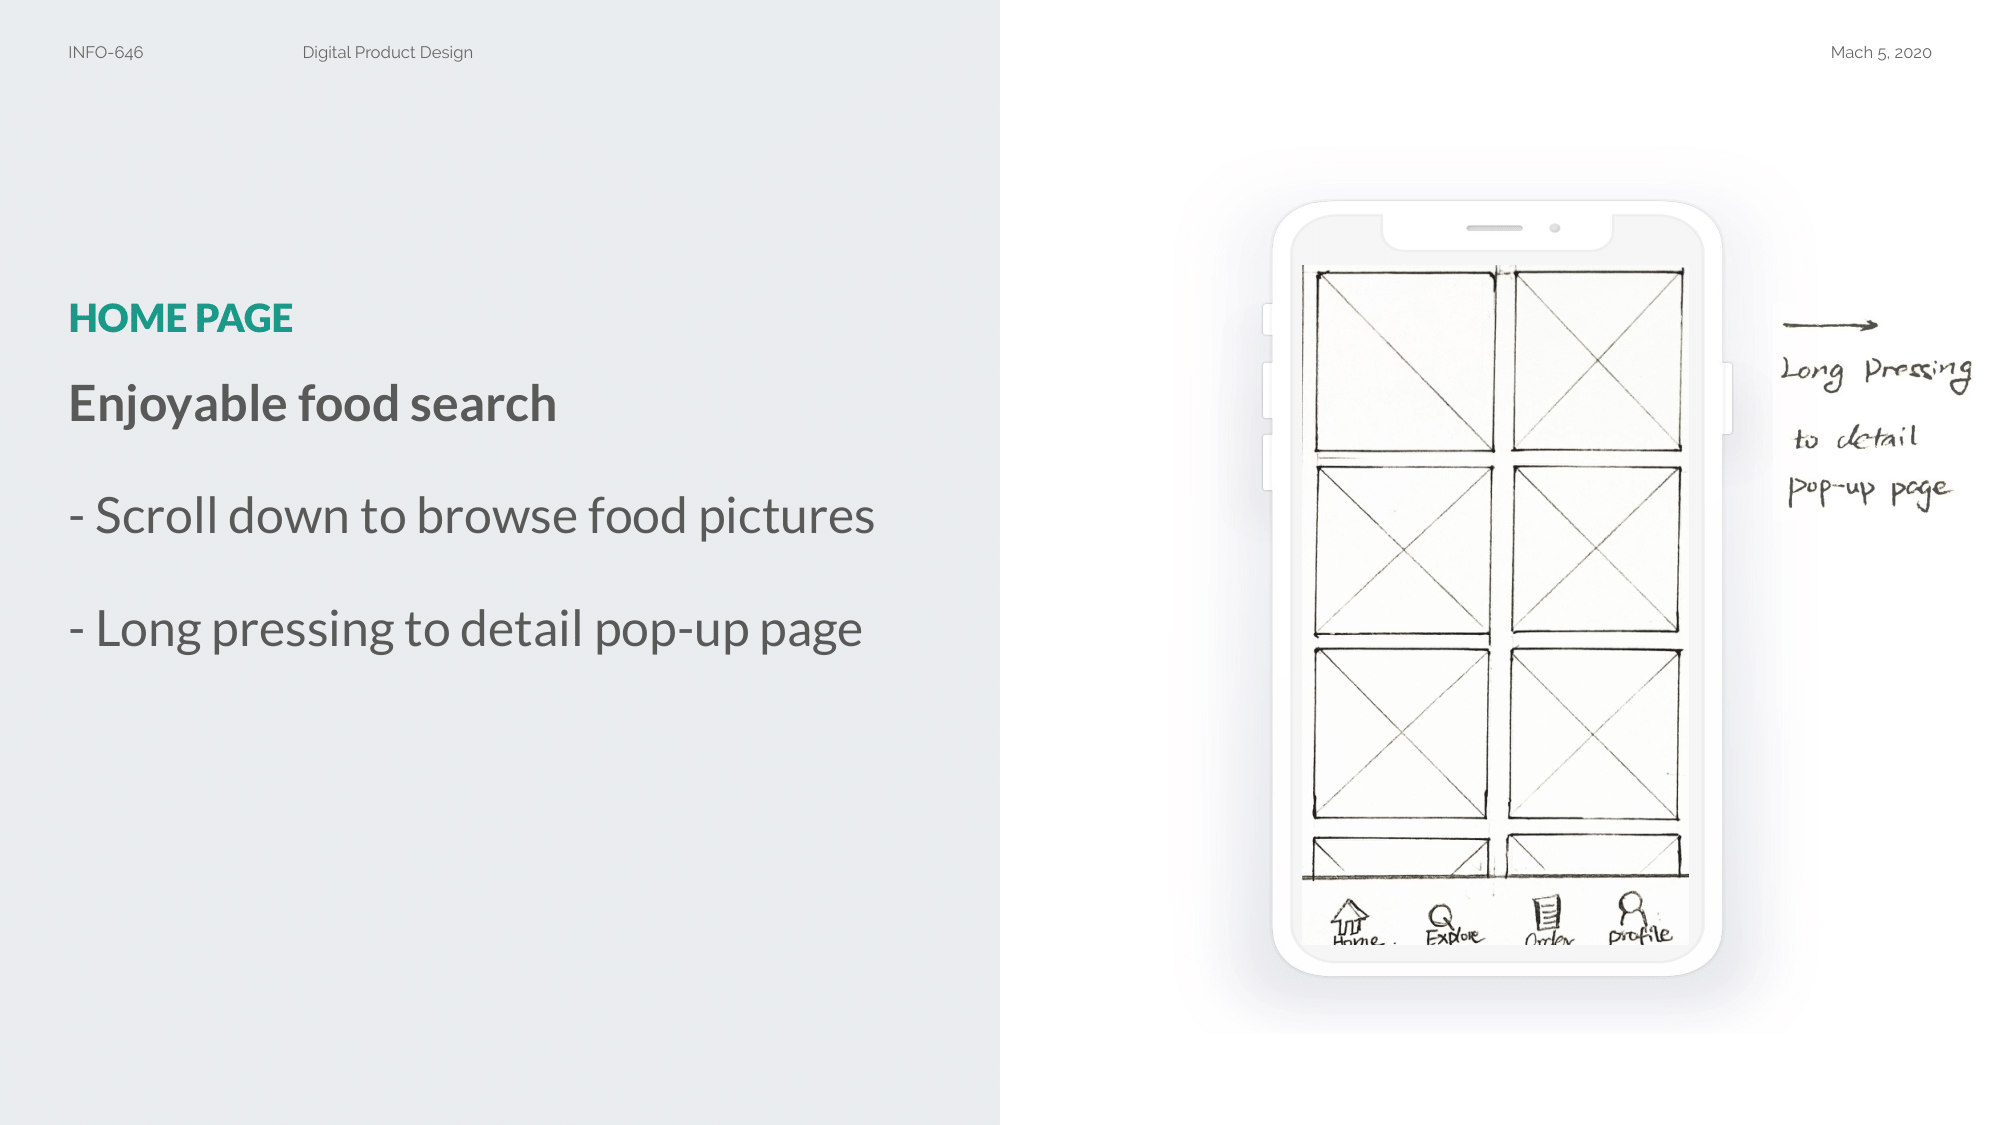 INFO-646 Digital Product Design Mach 5, 2020
HOME PAGE
Enjoyable food search
- Scroll down to browse food pictures
- Long pressing to detail pop-up page
Long Pressing
to detail
pop-up page
Home Explore Order profile